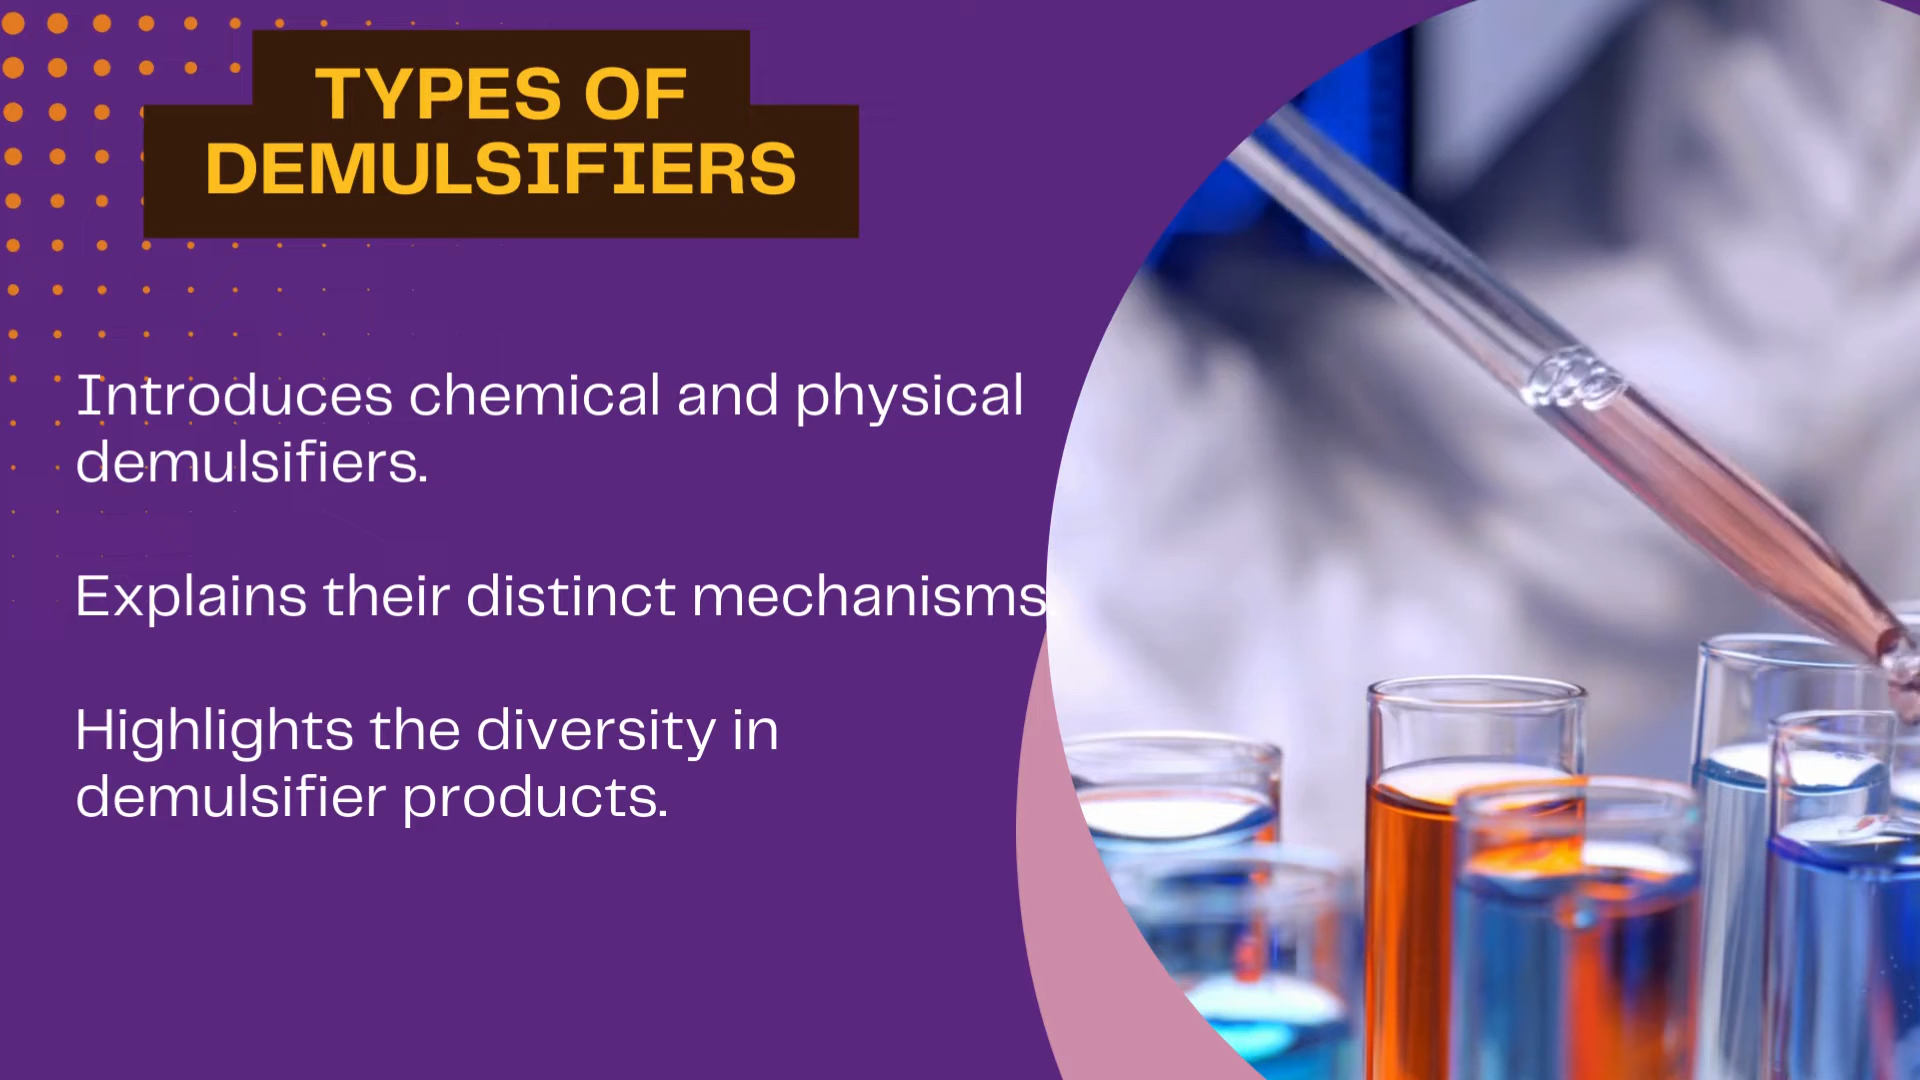 TYPES OF
DEMULSIFIERS
Introduces chemical and physical
demulsifiers.
Explains their distinct mechanisms.
Highlights the diversity in
demulsifier products.